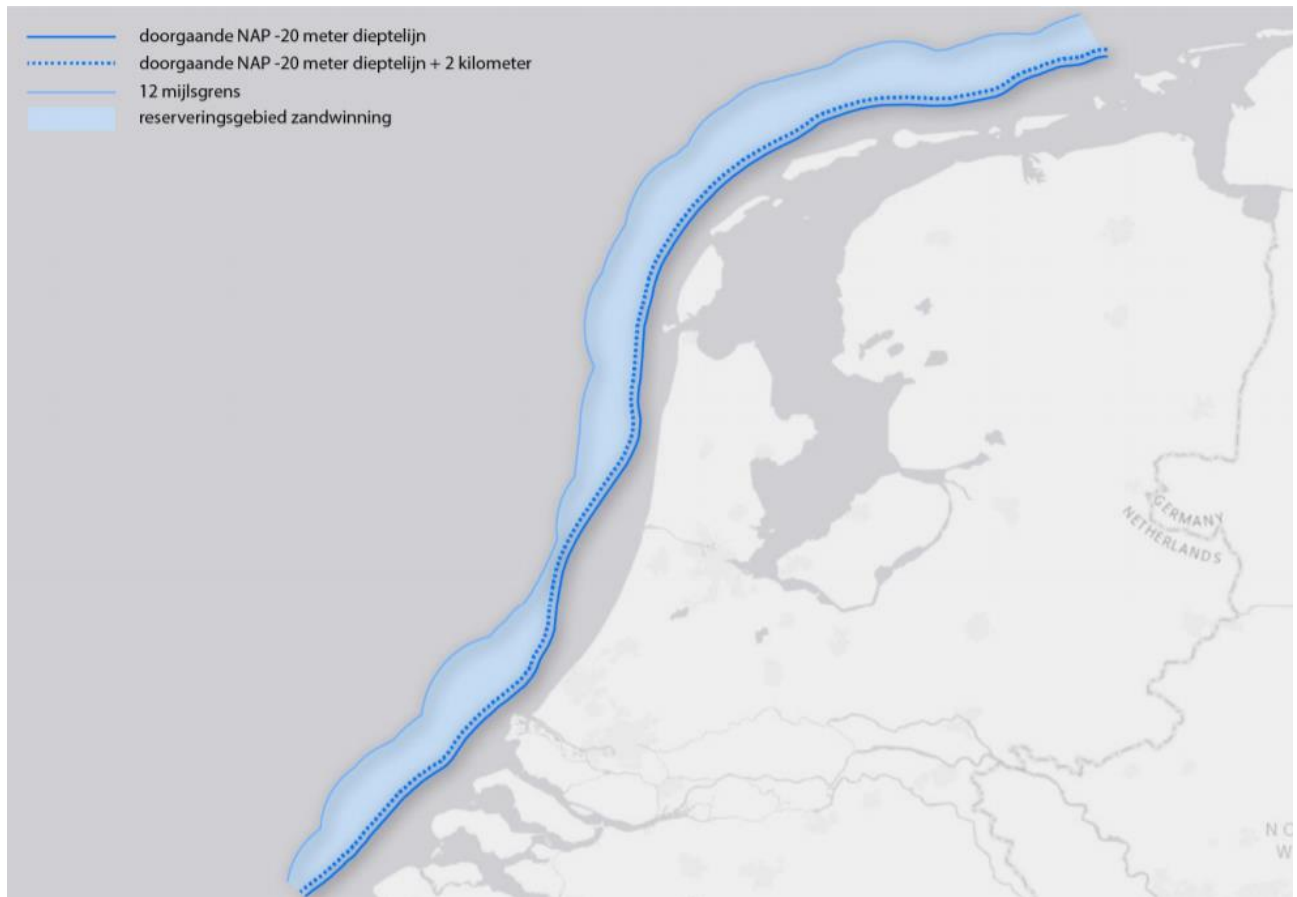 doorgaande NAP -20 meter dieptelijn
doorgaande NAP -20 meter dieptelijn + 2 kilometer
12 mijlsgrens
reserveringsgebied zandwinning
GERMANY
NETHERLANDS
N O
W